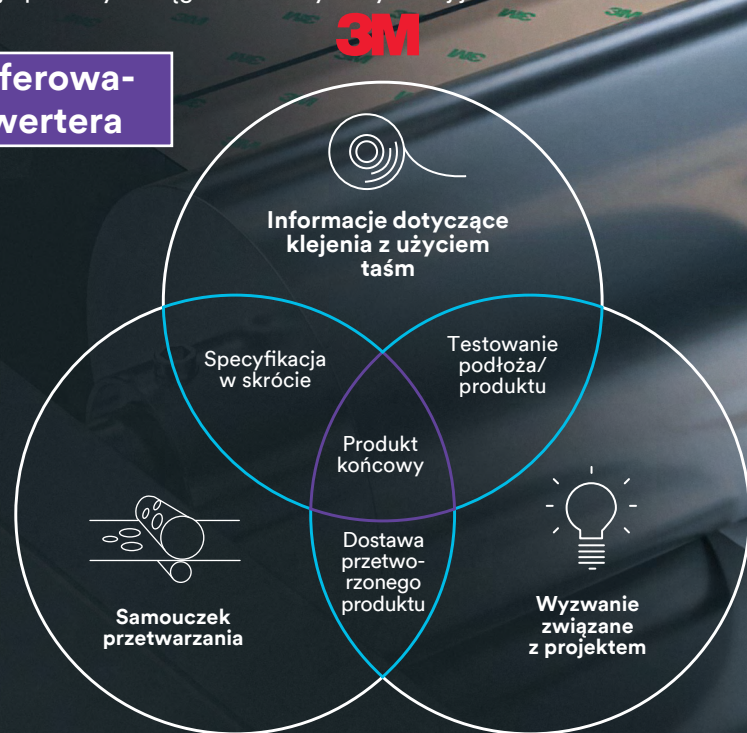 3M
ferowa-
wertera
Informacje dotyczące
klejenia z użyciem
taśm
Specyfikacja
w skrócie
Testowanie
podłoża/
produktu
Produkt
końcowy
Dostawa
przetwo-
rzonego
produktu
Samouczek
przetwarzania
Wyzwanie
związane
z projektem